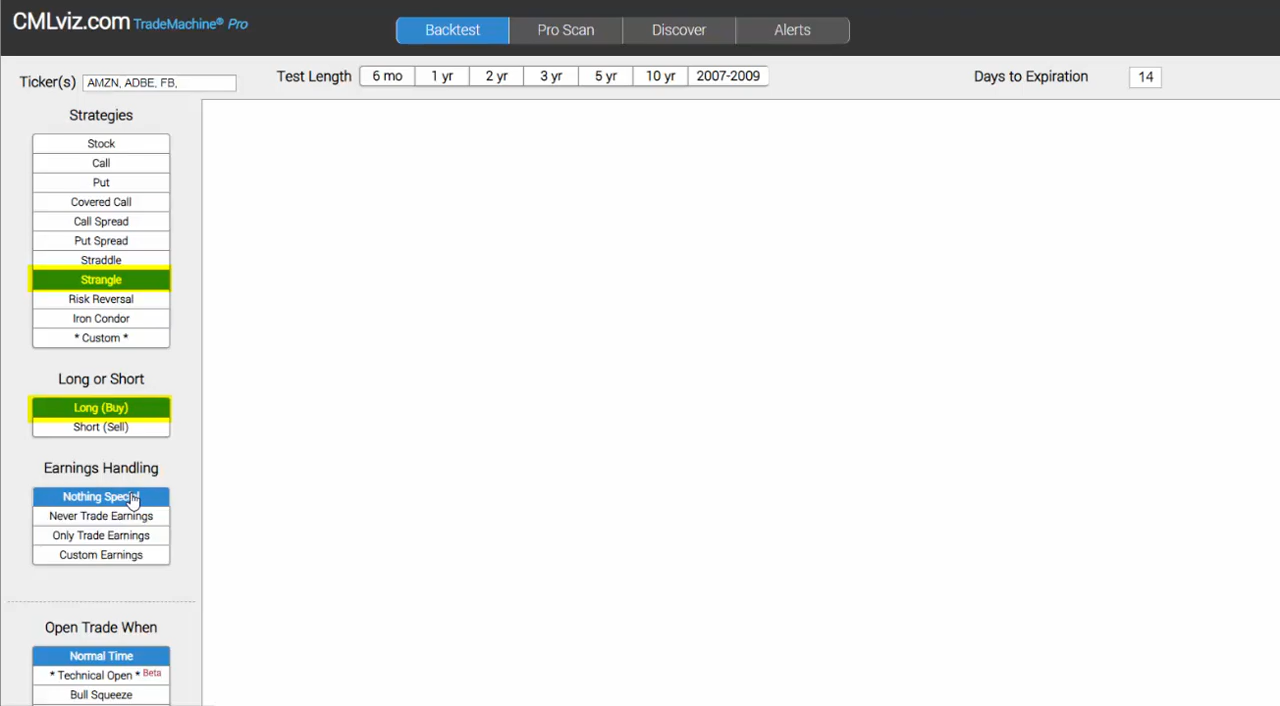 CMLviz.com TradeMachine® Pro
Backtest Pro Scan Discover Alerts
Ticker(s) AMZN, ADBE, FB,
Test Length 6 mo 1 yr 2 yr 3 yr 5 yr 10 yr 2007-2009
Days to Expiration 14
Strategies
Stock
Call
Put
Covered Call
Call Spread
Put Spread
Straddle
Strangle
Risk Reversal
Iron Condor
* Custom *
Long or Short
Long (Buy)
Short (Sell)
Earnings Handling
Nothing Special
Never Trade Earnings
Only Trade Earnings
Custom Earnings
Open Trade When
Normal Time
* Technical Open * Beta
Bull Squeeze